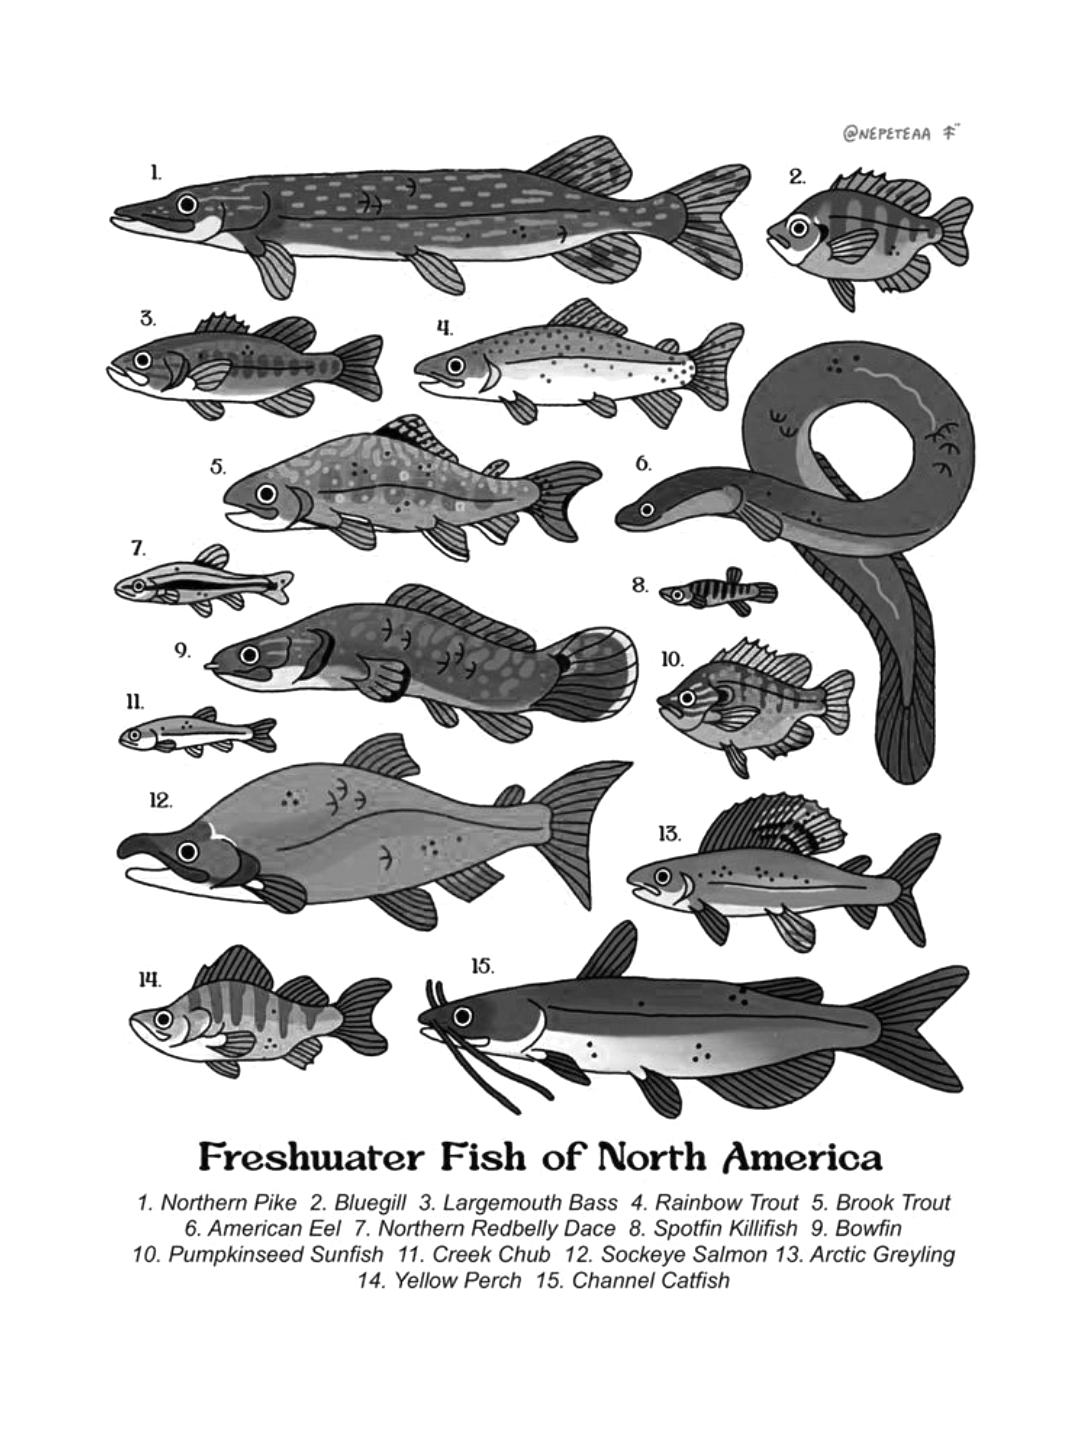 @NEPETEAA
1.
2.
3.
4.
5.
6.
7.
8.
9.
10.
11.
12.
13.
14.
15.
Freshwater Fish of North America
1. Northern Pike 2. Bluegill 3. Largemouth Bass 4. Rainbow Trout 5. Brook Trout
6. American Eel 7. Northern Redbelly Dace 8. Spotfin Killifish 9. Bowfin
10. Pumpkinseed Sunfish 11. Creek Chub 12. Sockeye Salmon 13. Arctic Greyling
14. Yellow Perch 15. Channel Catfish